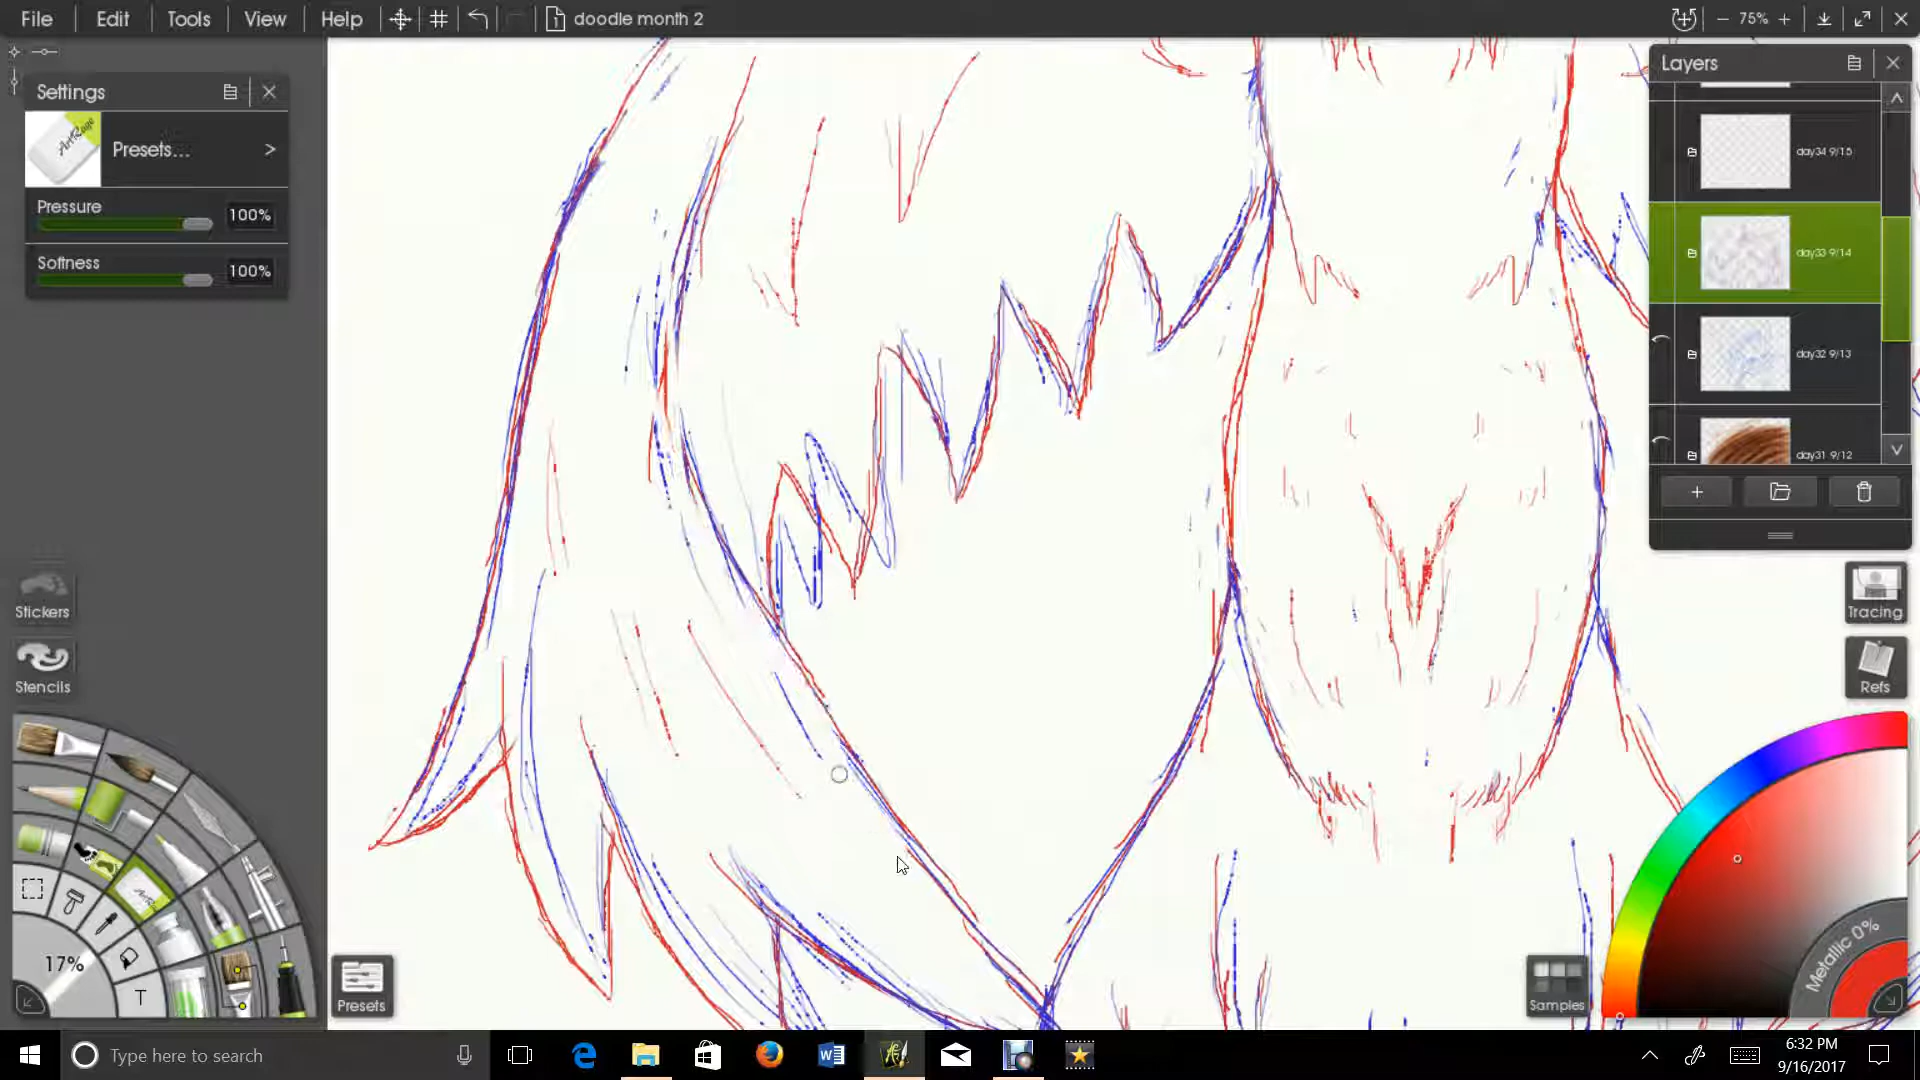 File Edit Tools View Help doodle month 2 75%
Settings
ArtRage
Presets... >
Pressure 100%
Softness 100%
Layers
day34 9/15
day33 9/14
day32 9/13
day31 9/12
Stickers
Stencils
Tracing
Refs
17%
T
Presets
Samples
Metallic 0%
Type here to search
6:32 PM
9/16/2017